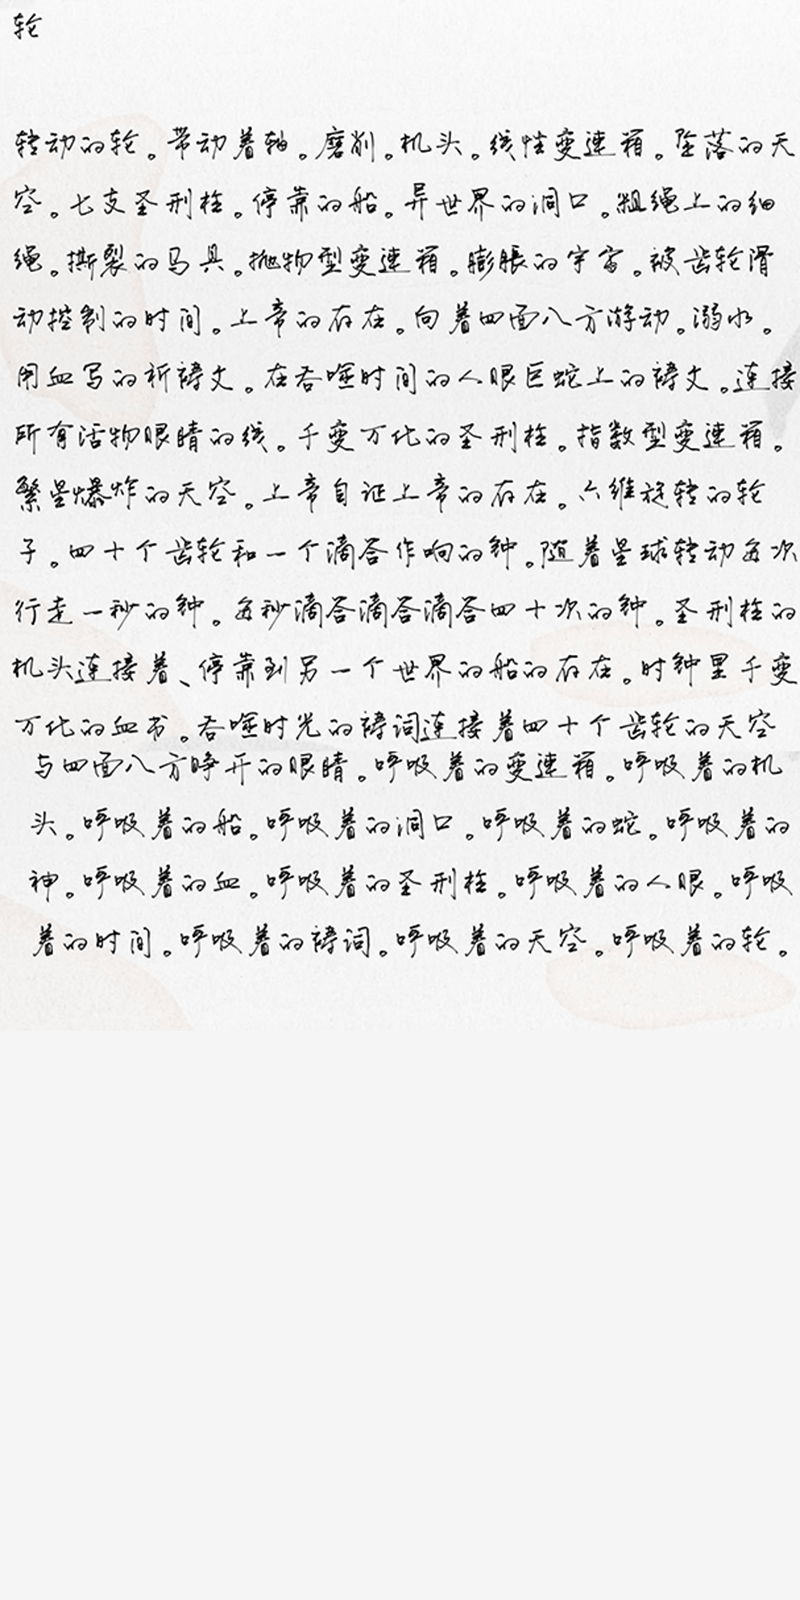 轮
转动的轮。带动着轴。磨削。机头。线性变速箱。坠落的天
空。七支圣刑栓。停靠的船。异世界的洞口。粗绳上的细
绳。撕裂的马具。抛物型变速箱。膨胀的宇宙。被齿轮滑
动控制的时间。上帝的存在。向着四面八方游动。溺水。
用血写的祈祷文。在吞噬时间的人眼巨蛇上的祷文。连接
所有活物眼睛的线。千变万化的圣刑栓。指数型变速箱。
繁星爆炸的天空。上帝自证上帝的存在。六维旋转的轮
子。四十个齿轮和一个滴答作响的钟。随着星球转动每次
行走一秒的钟。每秒滴答滴答滴答四十次的钟。圣刑栓的
机头连接着、停靠到另一个世界的船的存在。时钟里千变
万化的血书。吞噬时光的祷词连接着四十个齿轮的天空
与四面八方睁开的眼睛。呼吸着的变速箱。呼吸着的机
头。呼吸着的船。呼吸着的洞口。呼吸着的蛇。呼吸着的
神。呼吸着的血。呼吸着的圣刑栓。呼吸着的人眼。呼吸
着的时间。呼吸着的祷词。呼吸着的天空。呼吸着的轮。